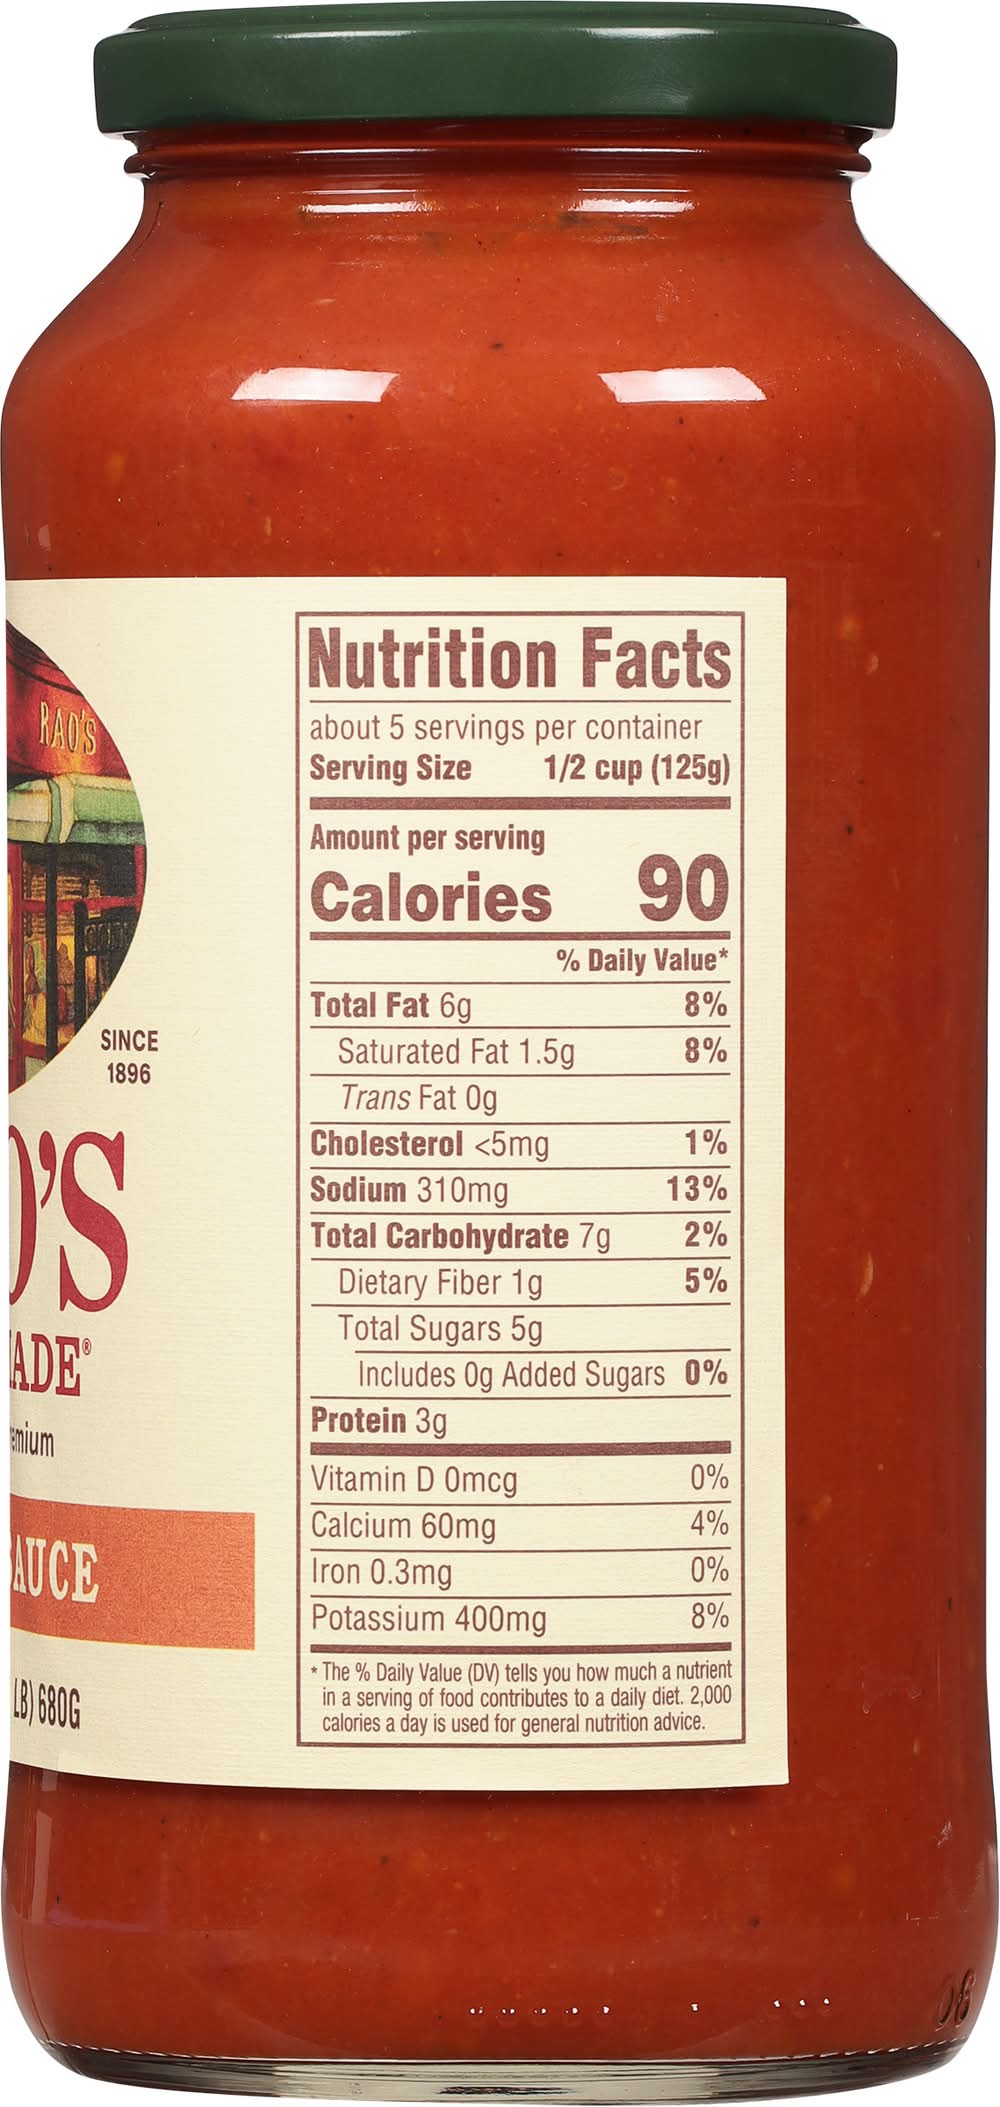 RAO'S
SINCE
1896
O'S
ADE®
emium
SAUCE
LB) 680G
Nutrition Facts
about 5 servings per container
Serving Size 1/2 cup (125g)
Amount per serving
Calories 90
% Daily Value*
Total Fat 6g 8%
Saturated Fat 1.5g 8%
Trans Fat 0g
Cholesterol <5mg 1%
Sodium 310mg 13%
Total Carbohydrate 7g 2%
Dietary Fiber 1g 5%
Total Sugars 5g
Includes 0g Added Sugars 0%
Protein 3g
Vitamin D 0mcg 0%
Calcium 60mg 4%
Iron 0.3mg 0%
Potassium 400mg 8%
* The % Daily Value (DV) tells you how much a nutrient
in a serving of food contributes to a daily diet. 2,000
calories a day is used for general nutrition advice.